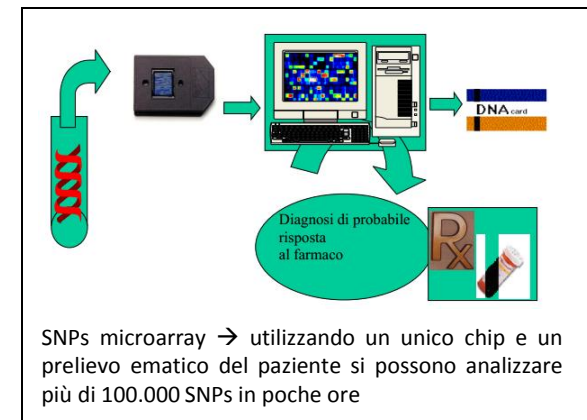 DNA card
Diagnosi di probabile
risposta
al farmaco
Rx
SNPs microarray → utilizzando un unico chip e un
prelievo ematico del paziente si possono analizzare
più di 100.000 SNPs in poche ore